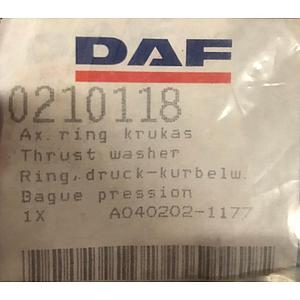 DAF
0210118
Ax.ring krukas
Thrust washer
Ring,druck-kurbelw.
Bague pression
1X A040202-1177